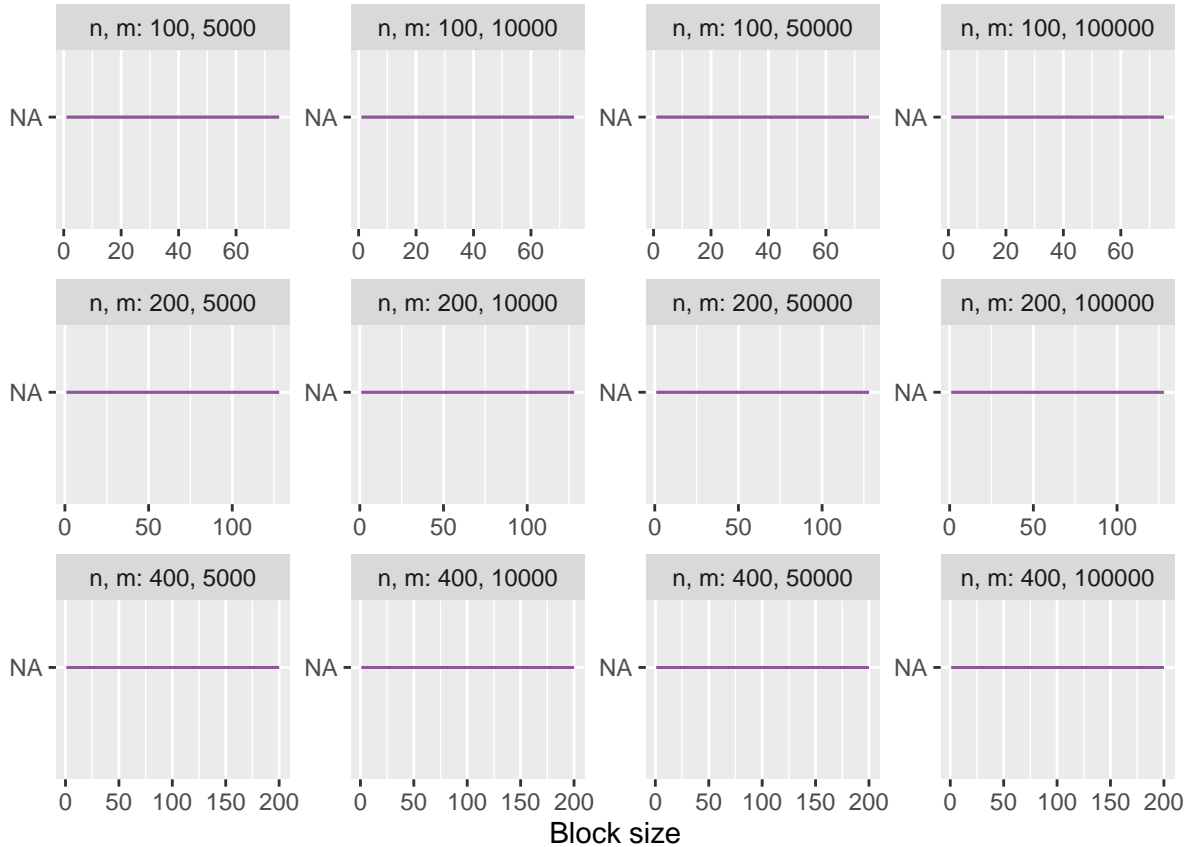 n, m: 100, 5000 n, m: 100, 10000 n, m: 100, 50000 n, m: 100, 100000
NA NA NA NA
0 20 40 60 0 20 40 60 0 20 40 60 0 20 40 60
n, m: 200, 5000 n, m: 200, 10000 n, m: 200, 50000 n, m: 200, 100000
NA NA NA NA
0 50 100 0 50 100 0 50 100 0 50 100
n, m: 400, 5000 n, m: 400, 10000 n, m: 400, 50000 n, m: 400, 100000
NA NA NA NA
0 50 100 150 200 0 50 100 150 200 0 50 100 150 200 0 50 100 150 200
Block size